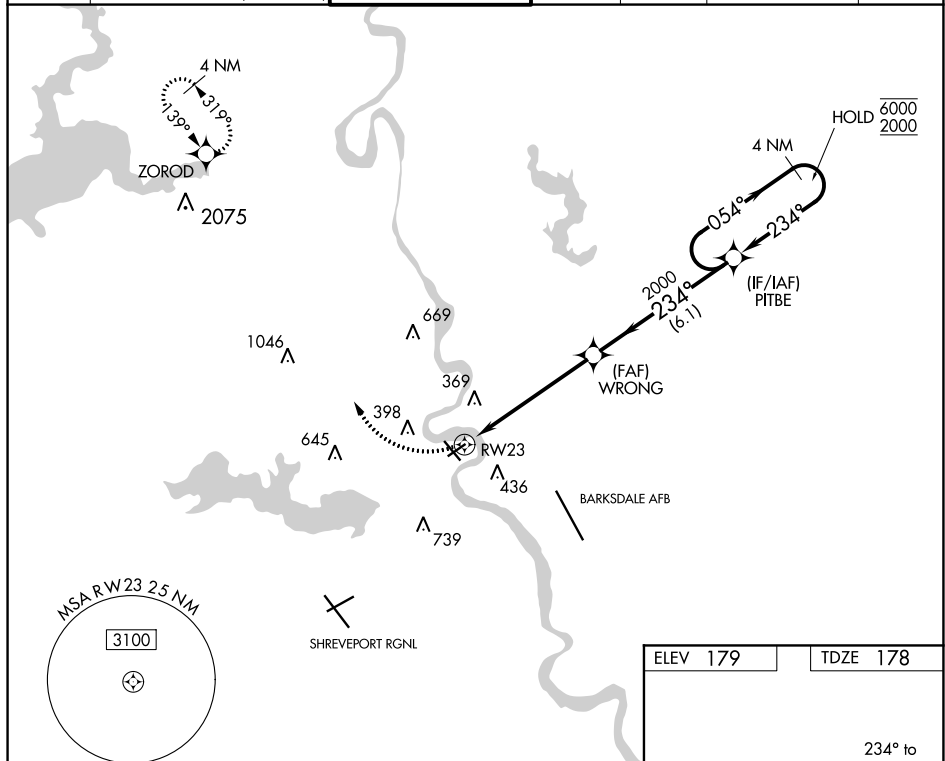 4 NM
319°
139°
ZOROD
2075
HOLD 6000
2000
4 NM
054°
234°
(IF/IAF)
PITBE
2000
234°
(6.1)
(FAF)
WRONG
669
1046
369
398
645
RW23
436
BARKSDALE AFB
739
MSA RW23 25 NM
3100
SHREVEPORT RGNL
ELEV 179
TDZE 178
234° to